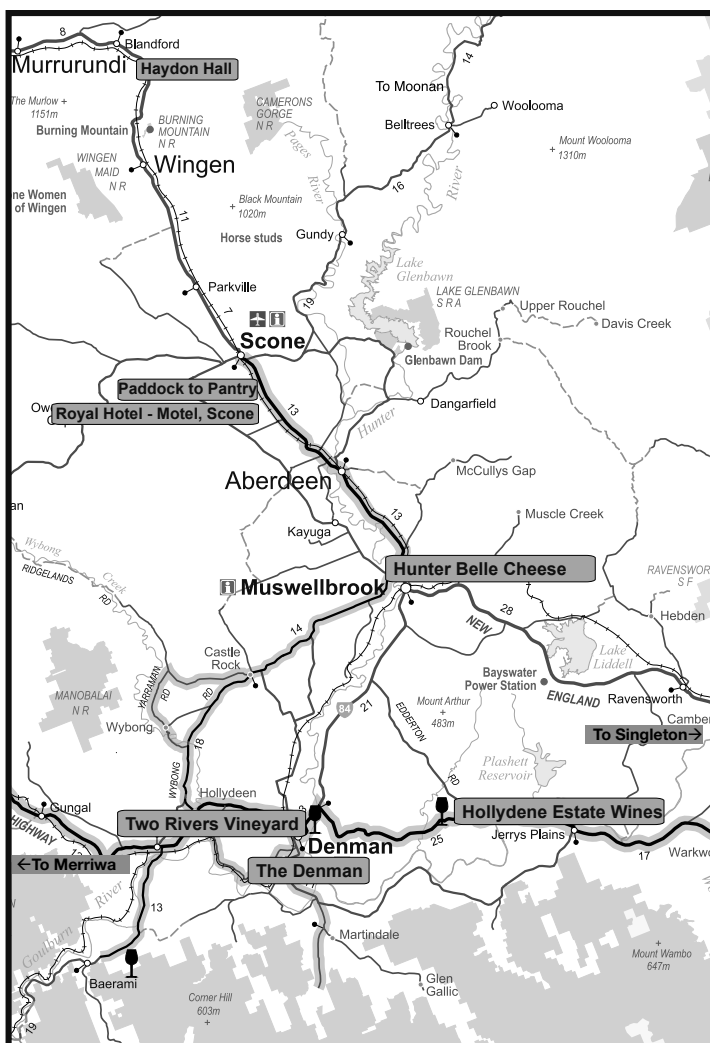 8
Blandford
Murrurundi
Haydon Hall
14
To Moonan
Woolooma
Belltrees
The Murlow +
1151m
Burning Mountain
BURNING
MOUNTAIN
N R
CAMERONS
GORGE
N R
Pages
River
Mount Woolooma
+ 1310m
WINGEN
MAID
N R
Wingen
ne Women
of Wingen
16
River
Black Mountain
+ 1020m
11
Horse studs
Gundy
Lake
Glenbawn
Parkville
LAKE GLENBAWN
S R A
19
7
Upper Rouchel
Davis Creek
Rouchel
Brook
Scone
Glenbawn Dam
Paddock to Pantry
Royal Hotel - Motel, Scone
13
Ow
Dangarfield
Hunter
Aberdeen
McCullys Gap
13
Muscle Creek
an
Kayuga
Wybong
Creek
RIDGELANDS
RD
Hunter Belle Cheese
Muswellbrook
RAVENSWOR
S F
28
Hebden
14
NEW
Castle
Rock
Lake
Liddell
YARRAMAN
RD
RD
MANOBALAI
N R
Bayswater
Power Station
ENGLAND
Ravensworth
Mount Arthur
+
483m
84
21
EDDERTON
RD
Wybong
18
Camber
To Singleton→
WYBONG
Plashett
Reservoir
Hollydeen
Gungal
Hollydene Estate Wines
Two Rivers Vineyard
HIGHWAY
Denman
25
Jerrys Plains
17
Warkwo
←To Merriwa
The Denman
River
13
Goulburn
Martindale
Mount Wambo
647m
Baerami
Glen
Gallic
Corner Hill
603m
+
19